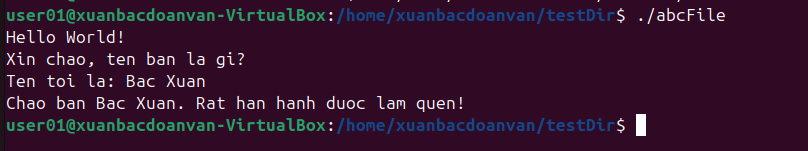 user01@xuanbacdoanvan-VirtualBox:/home/xuanbacdoanvan/testDir$ ./abcFile
Hello World!
Xin chao, ten ban la gi?
Ten toi la: Bac Xuan
Chao ban Bac Xuan. Rat han hanh duoc lam quen!
user01@xuanbacdoanvan-VirtualBox:/home/xuanbacdoanvan/testDir$